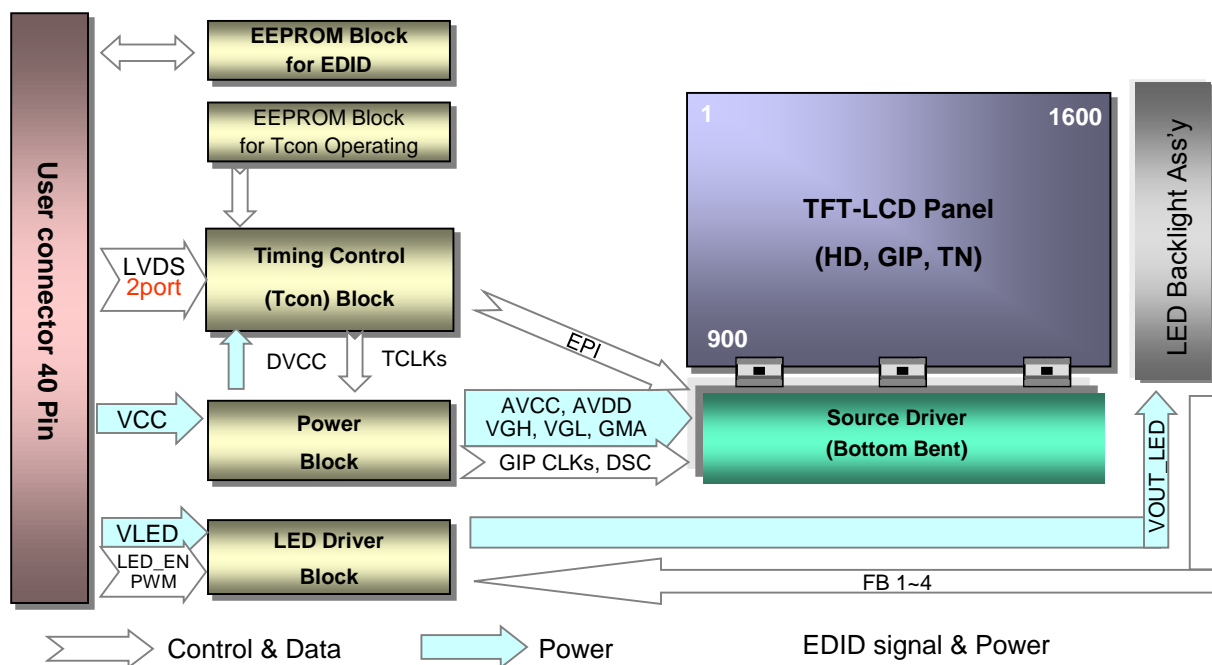 User connector 40 Pin
EEPROM Block
for EDID
EEPROM Block
for Tcon Operating
LVDS
2port
Timing Control
(Tcon) Block
DVCC
TCLKs
VCC
Power
Block
VLED
LED_EN
PWM
LED Driver
Block
EPI
AVCC, AVDD
VGH, VGL, GMA
GIP CLKs, DSC
1
1600
TFT-LCD Panel
(HD, GIP, TN)
900
Source Driver
(Bottom Bent)
LED Backlight Ass'y
VOUT_LED
FB 1~4
Control & Data
Power
EDID signal & Power